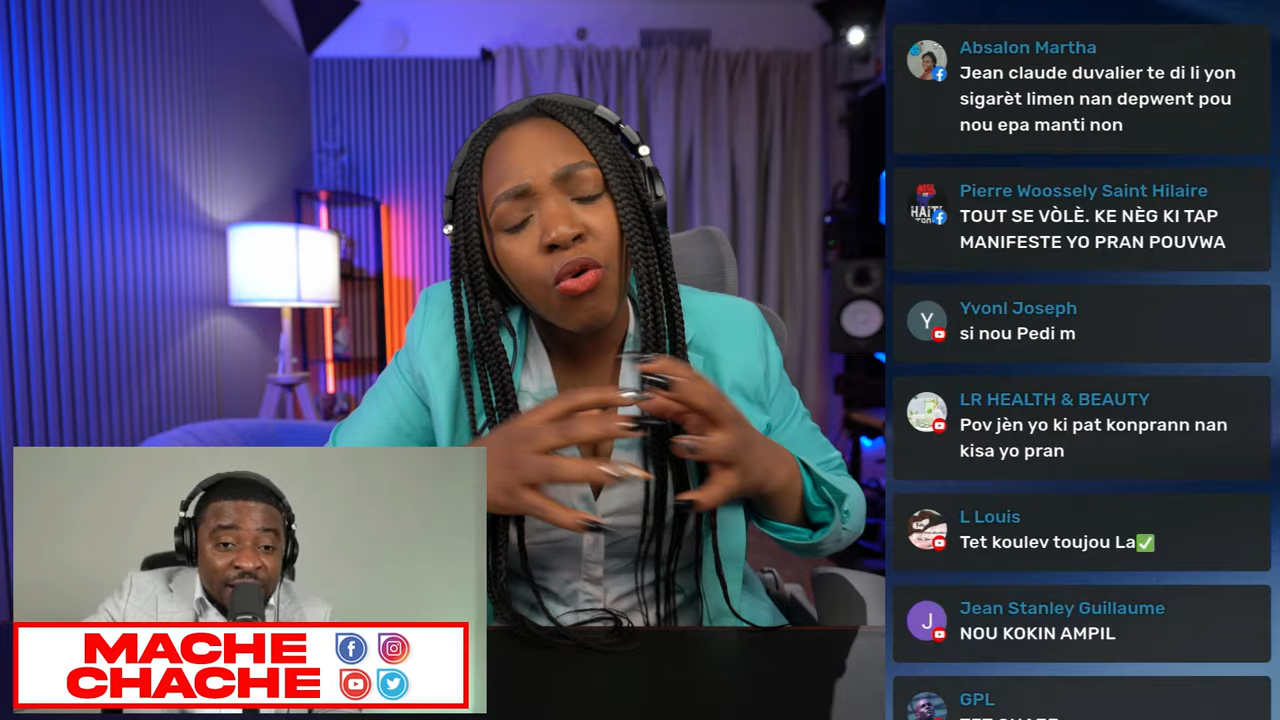 Absalon Martha
Jean claude duvalier te di li yon
sigarèt limen nan depwent pou
nou epa manti non
Pierre Woossely Saint Hilaire
TOUT SE VÒLÈ. KE NÈG KI TAP
MANIFESTE YO PRAN POUVWA
Yvonl Joseph
si nou Pedi m
LR HEALTH & BEAUTY
Pov jèn yo ki pat konprann nan
kisa yo pran
L Louis
Tet koulev toujou La✅
Jean Stanley Guillaume
NOU KOKIN AMPIL
GPL
MACHE
CHACHE